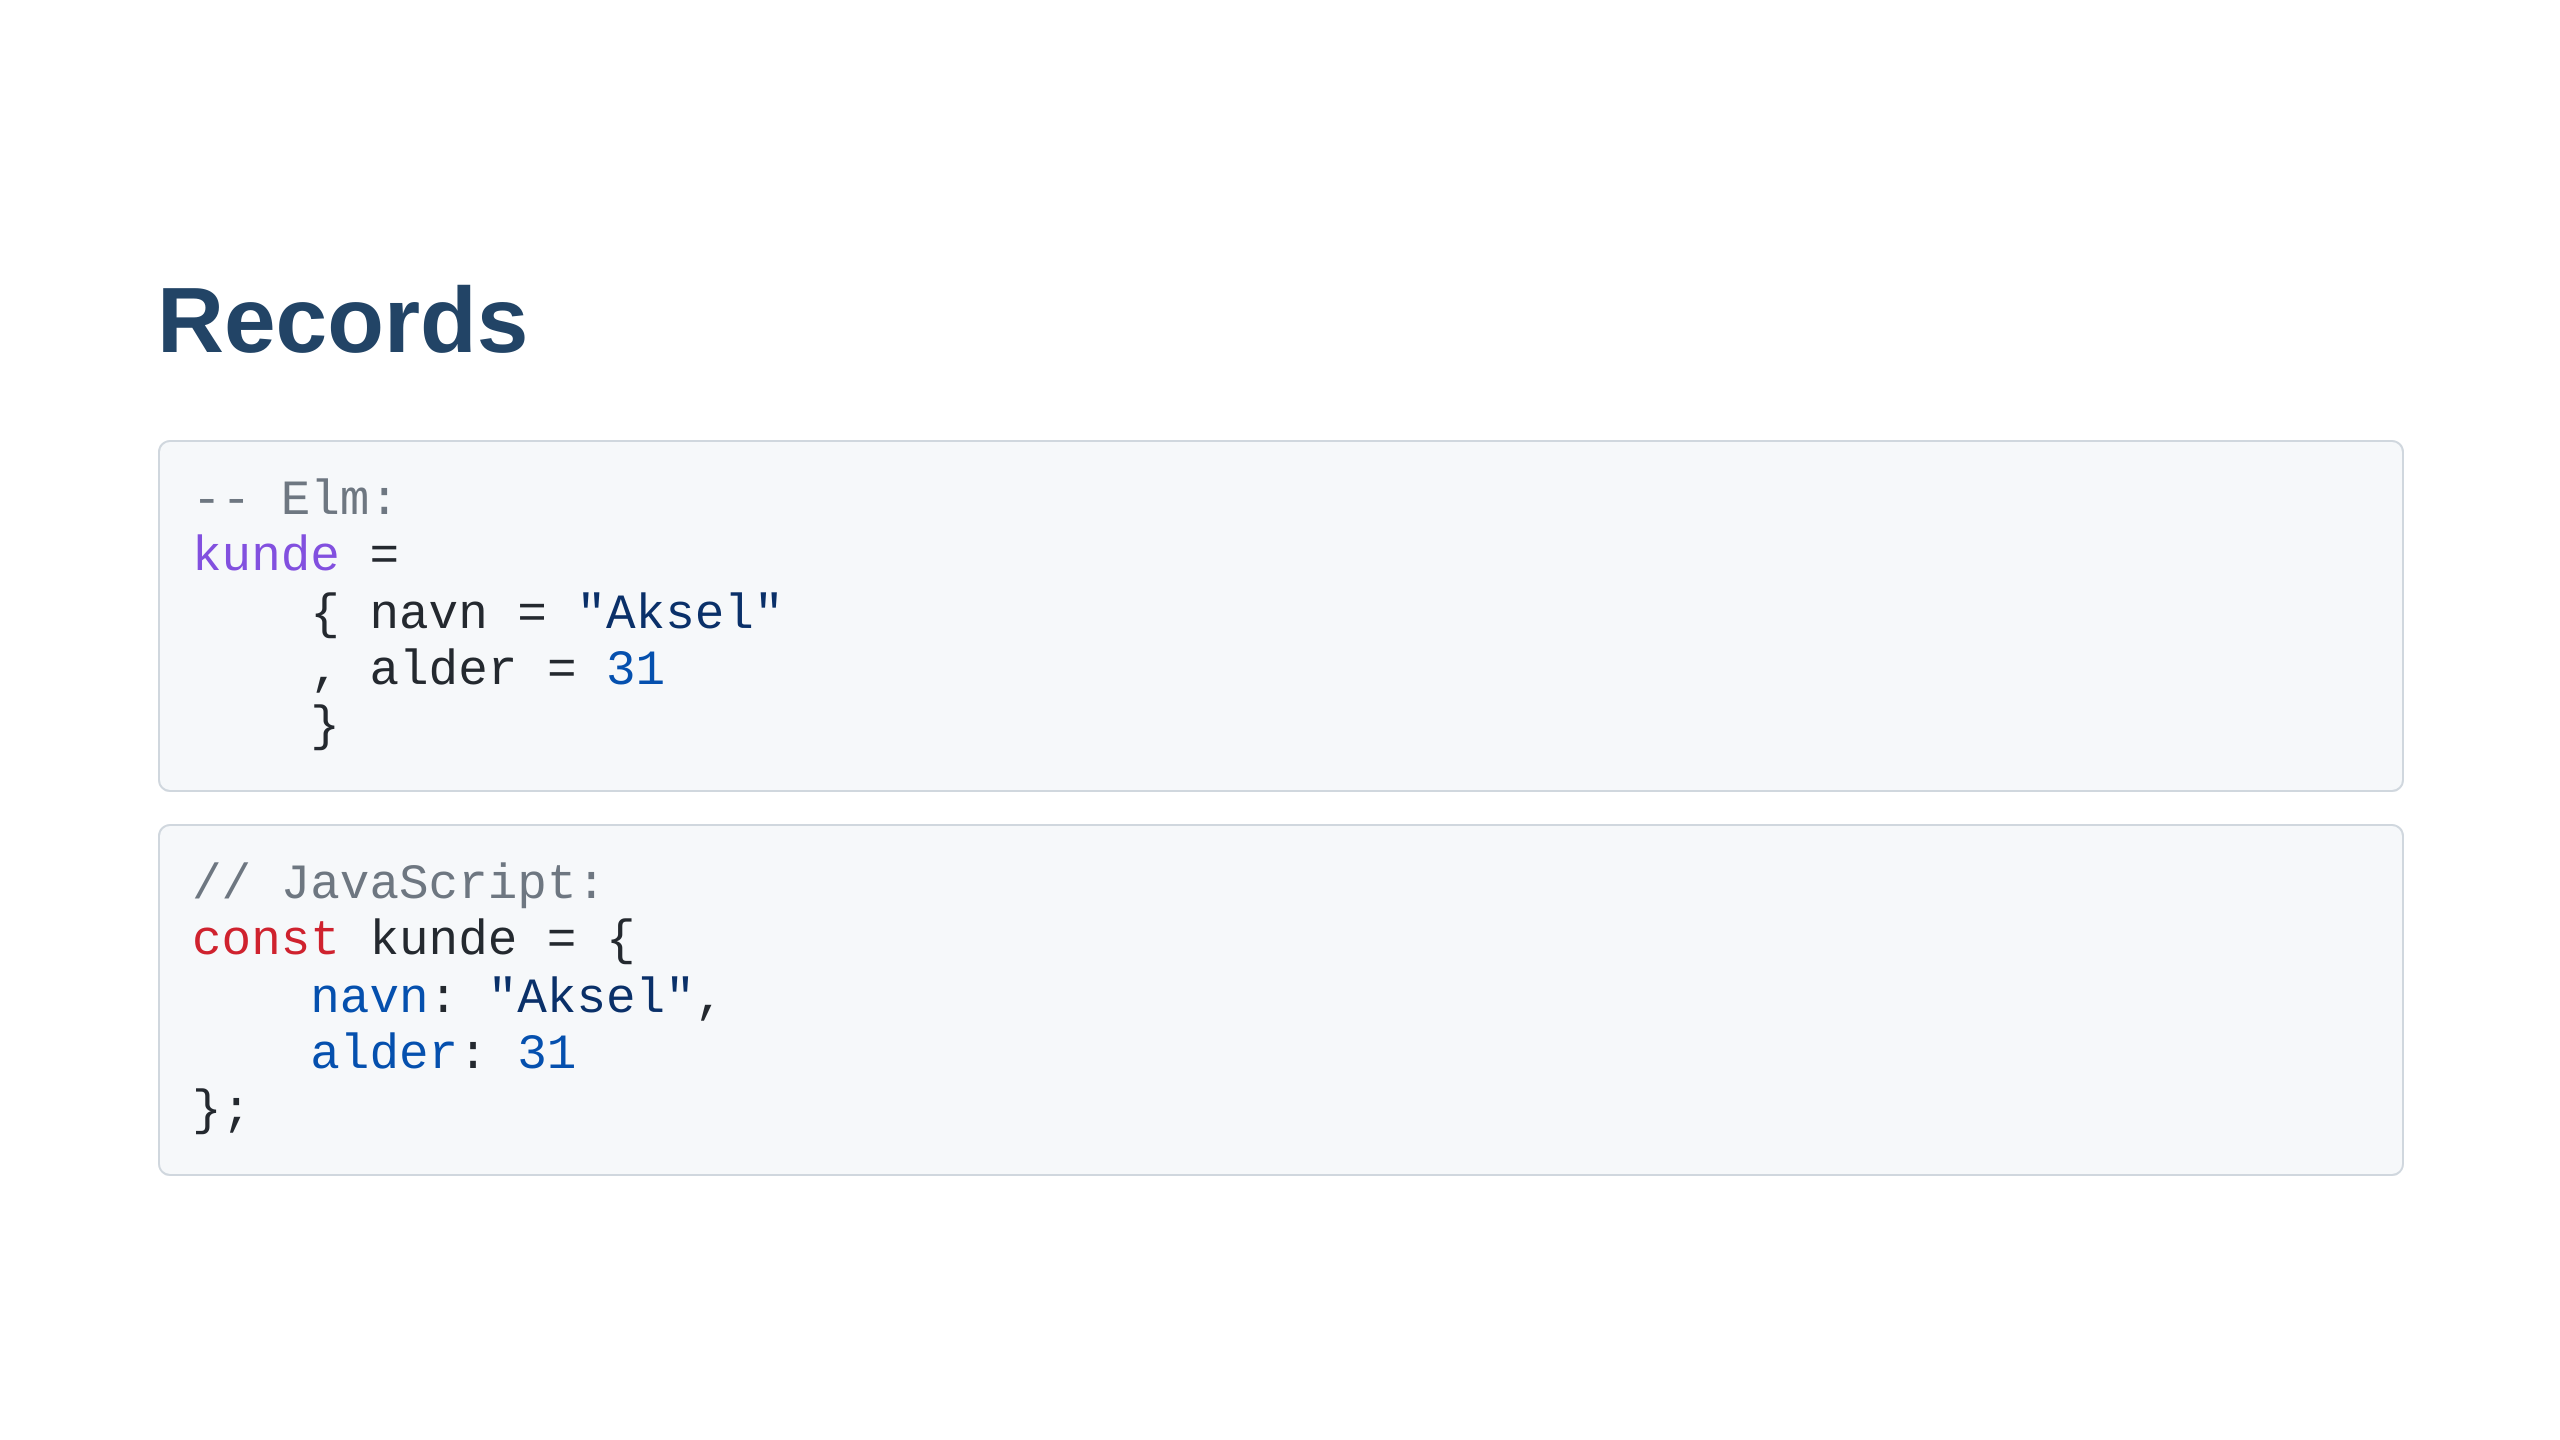 Records
-- Elm:
kunde =
    { navn = "Aksel"
    , alder = 31
    }
// JavaScript:
const kunde = {
    navn: "Aksel",
    alder: 31
};